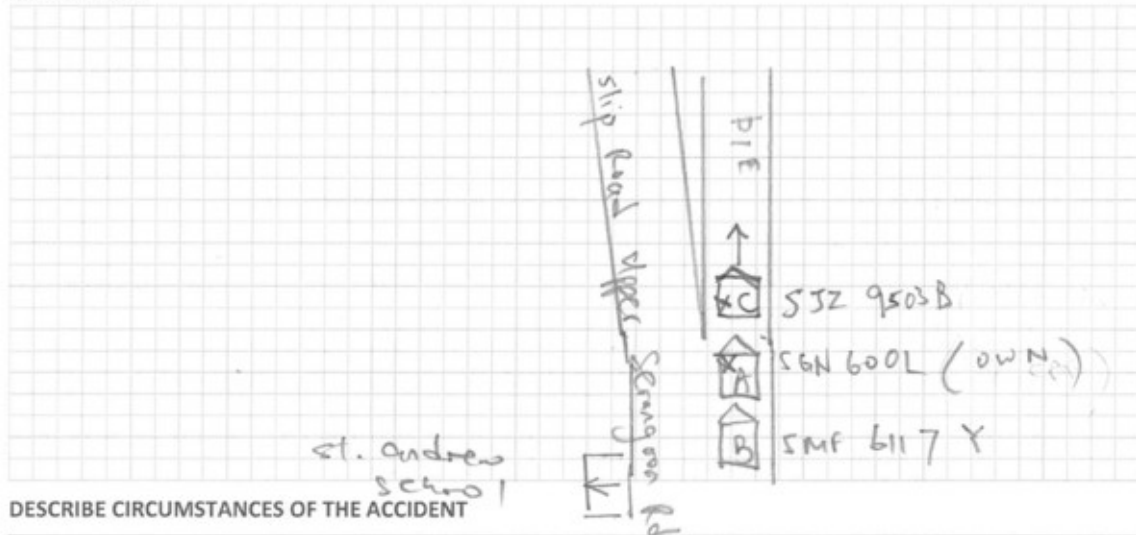 slip Road Upper Serangoon Rd
PIE
C SJZ 9503B
A SGN 600L (OWN
B SMF 6117 Y
st. andrew
school
DESCRIBE CIRCUMSTANCES OF THE ACCIDENT